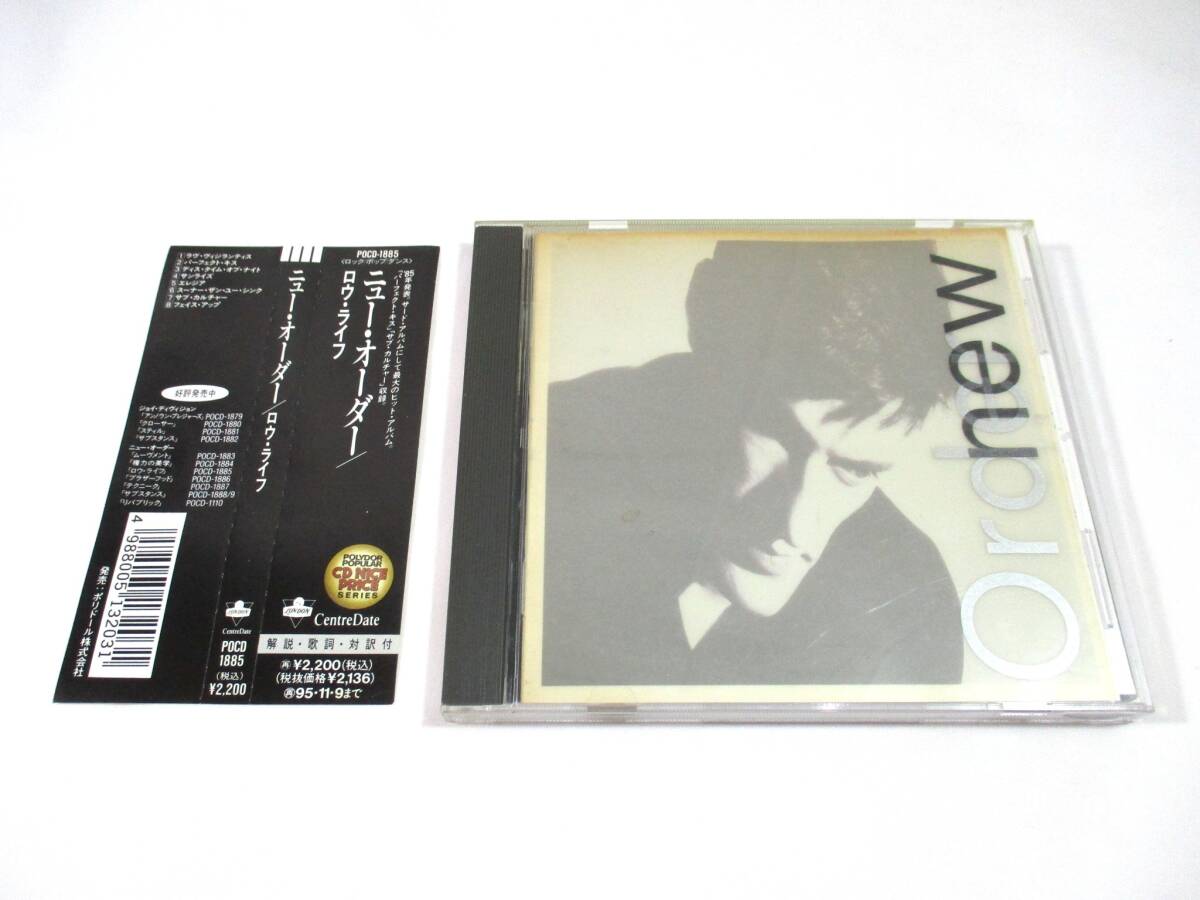 1 ラヴ・ヴィジランティス
2 パーフェクト・キス
3 ディス・タイム・オブ・ナイト
4 サンライズ
5 エレジア
6 スーナー・ザン・ユー・シンク
7 サブ・カルチャー
8 フェイス・アップ
好評発売中
ジョイ・ディヴィジョン
「アンノウン・プレジャーズ」POCD-1879
「クローサー」 POCD-1880
「スティル」 POCD-1881
「サブスタンス」 POCD-1882
ニュー・オーダー
「ムーヴメント」 POCD-1883
「権力の美学」 POCD-1884
「ロウ・ライフ」 POCD-1885
「ブラザーフッド」 POCD-1886
「テクニーク」 POCD-1887
「サブスタンス」 POCD-1888/9
「リパブリック」 POCD-1110
4 988005 132031
発売：ポリドール株式会社
ニュー・オーダー／ロウ・ライフ
LONDON
CentreDate
POCD
1885
(税込)
¥2,200
POCD-1885
〈ロック/ポップ/ダンス〉
'85年発表。サード・アルバムにして最大のヒット・アルバム。
「パーフェクト・キス」「サブ・カルチャー」収録。
ニュー・オーダー／
ロウ・ライフ
POLYDOR
POPULAR
CD NICE
PRICE
SERIES
LONDON
CentreDate
解説・歌詞・対訳付
再¥2,200(税込)
(税抜価格¥2,136)
再95・11・9まで
new
Ord